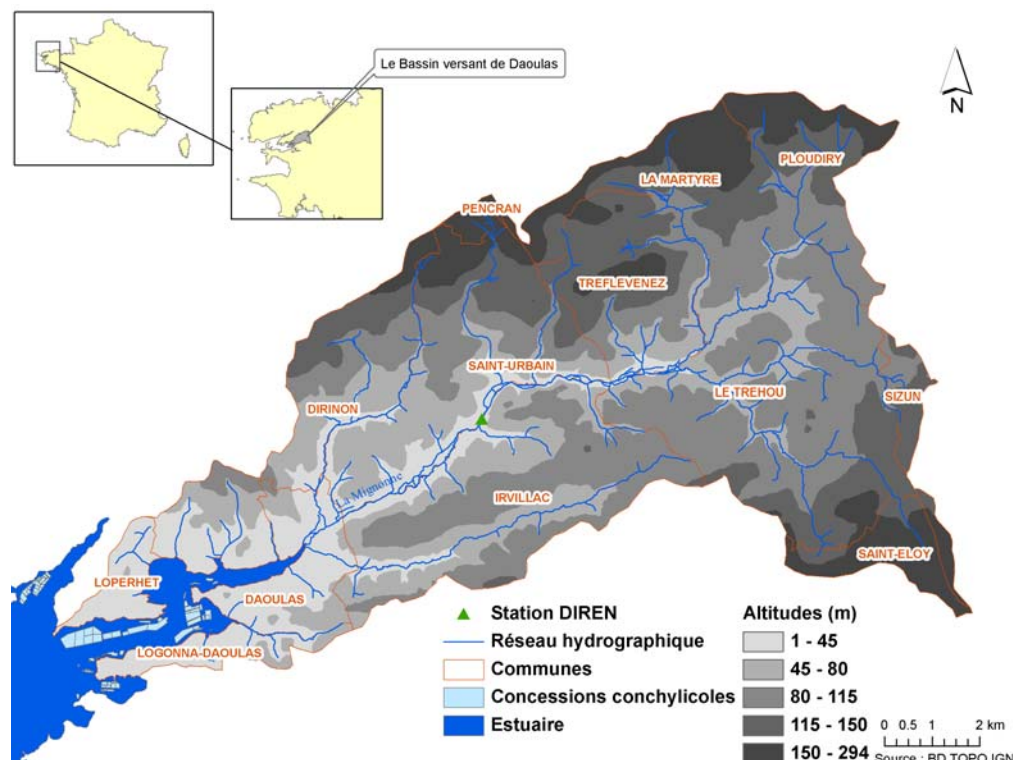 Le Bassin versant de Daoulas
N
PLOUDIRY
LA MARTYRE
PENCRAN
TREFLEVENEZ
SAINT-URBAIN
LE TREHOU
SIZUN
DIRINON
La Mignonne
IRVILLAC
SAINT-ELOY
LOPERHET
DAOULAS
LOGONNA-DAOULAS
Station DIREN
Réseau hydrographique
Communes
Concessions conchylicoles
Estuaire
Altitudes (m)
1 - 45
45 - 80
80 - 115
115 - 150
150 - 294
0 0.5 1 2 km
Source : BD TOPO IGN